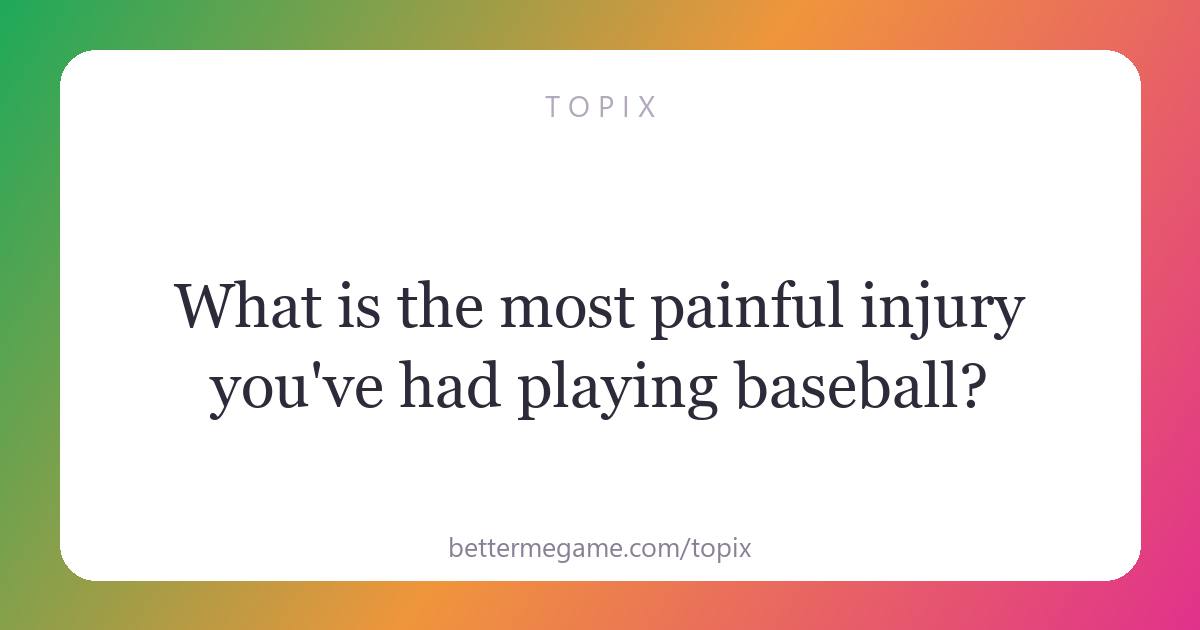 TOPIX
What is the most painful injury
you've had playing baseball?
bettermegame.com/topix